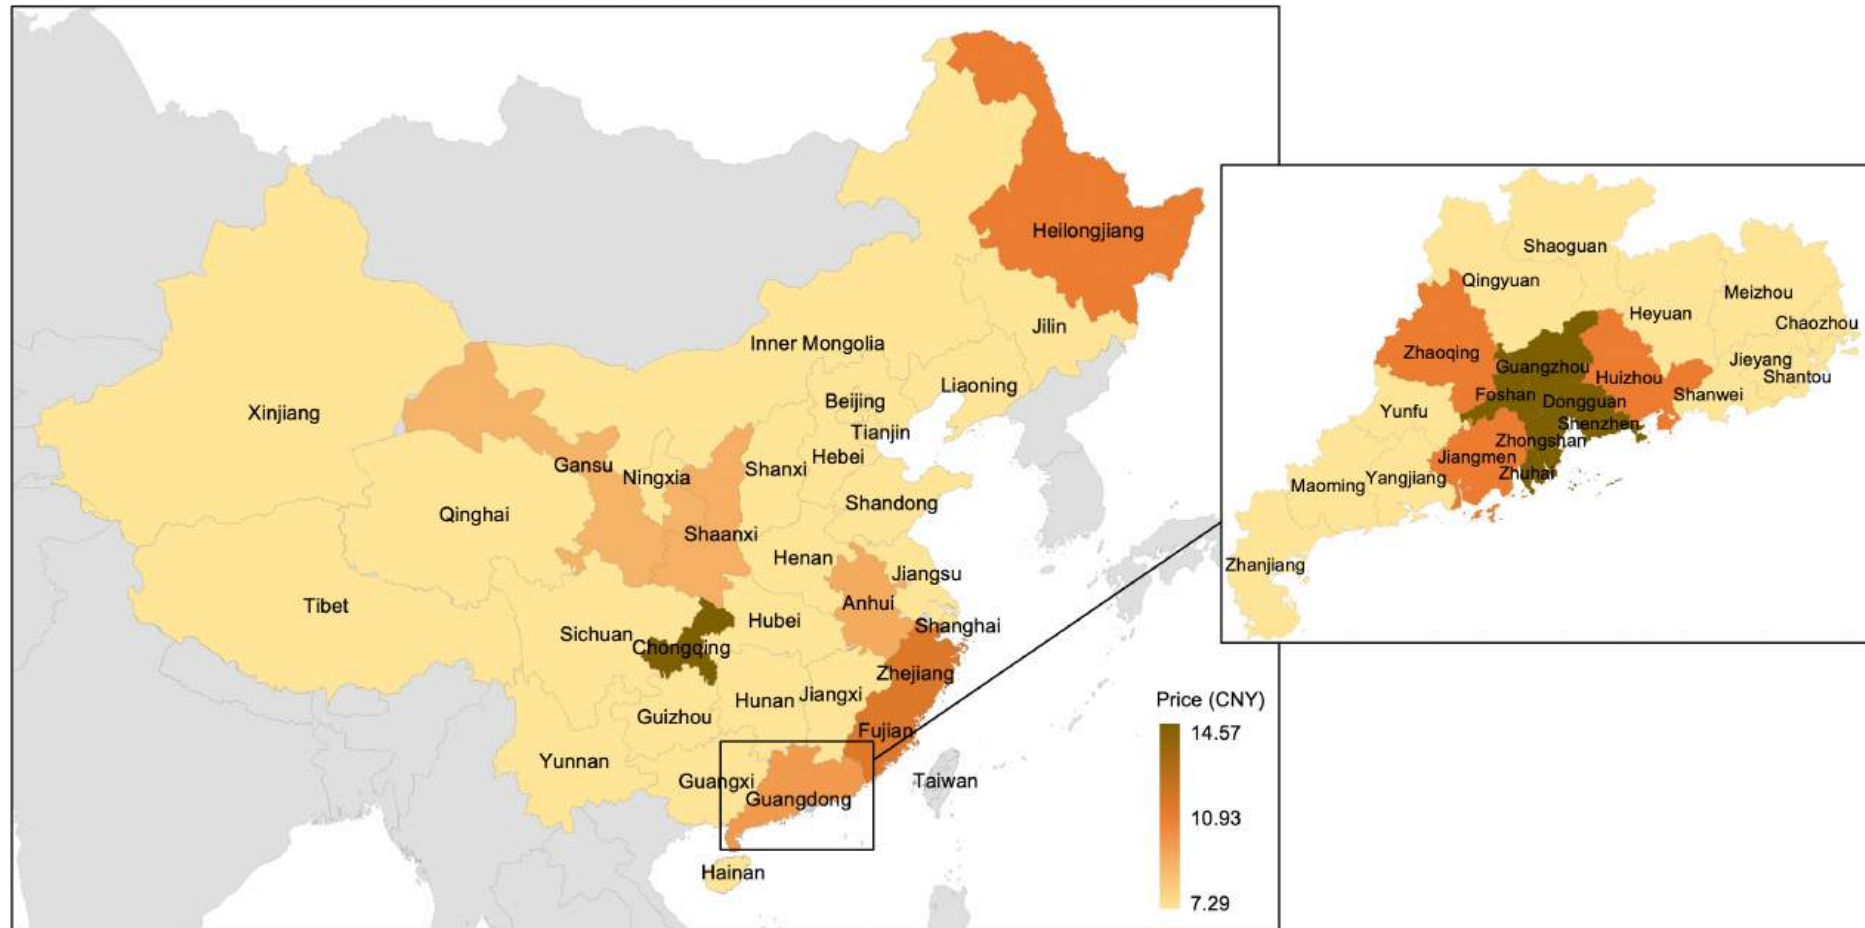 Heilongjiang
Jilin
Inner Mongolia
Liaoning
Beijing
Xinjiang
Tianjin
Hebei
Gansu
Shanxi
Ningxia
Shandong
Qinghai
Shaanxi
Henan
Jiangsu
Anhui
Tibet
Hubei
Shanghai
Sichuan
Chongqing
Zhejiang
Jiangxi
Hunan
Guizhou
Fujian
Yunnan
Guangxi
Taiwan
Guangdong
Hainan
Price (CNY)
14.57
10.93
7.29
Shaoguan
Qingyuan
Meizhou
Heyuan
Chaozhou
Zhaoqing
Jieyang
Guangzhou
Huizhou
Shantou
Foshan
Shanwei
Dongguan
Yunfu
Shenzhen
Zhongshan
Jiangmen
Zhuhai
Yangjiang
Maoming
Zhanjiang